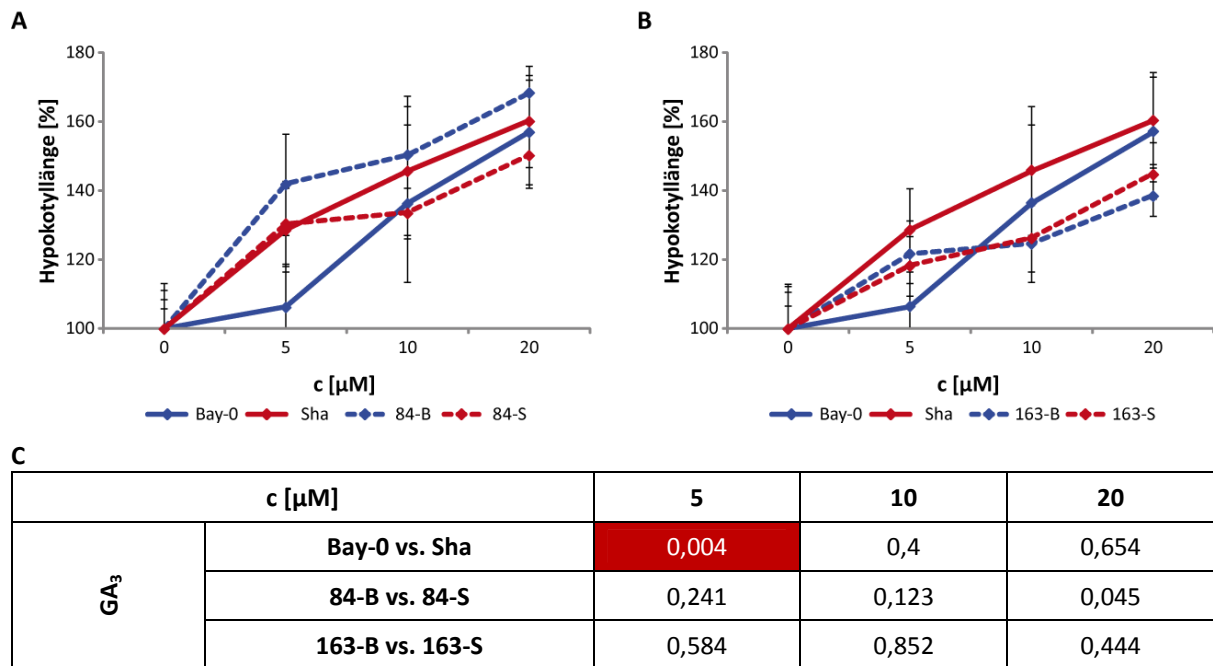 A
Hypokotyllänge [%]
180
160
140
120
100
0 5 10 20
c [µM]
Bay-0 Sha 84-B 84-S
B
Hypokotyllänge [%]
180
160
140
120
100
0 5 10 20
c [µM]
Bay-0 Sha 163-B 163-S
C
c [µM] 5 10 20
GA₃
Bay-0 vs. Sha 0,004 0,4 0,654
84-B vs. 84-S 0,241 0,123 0,045
163-B vs. 163-S 0,584 0,852 0,444